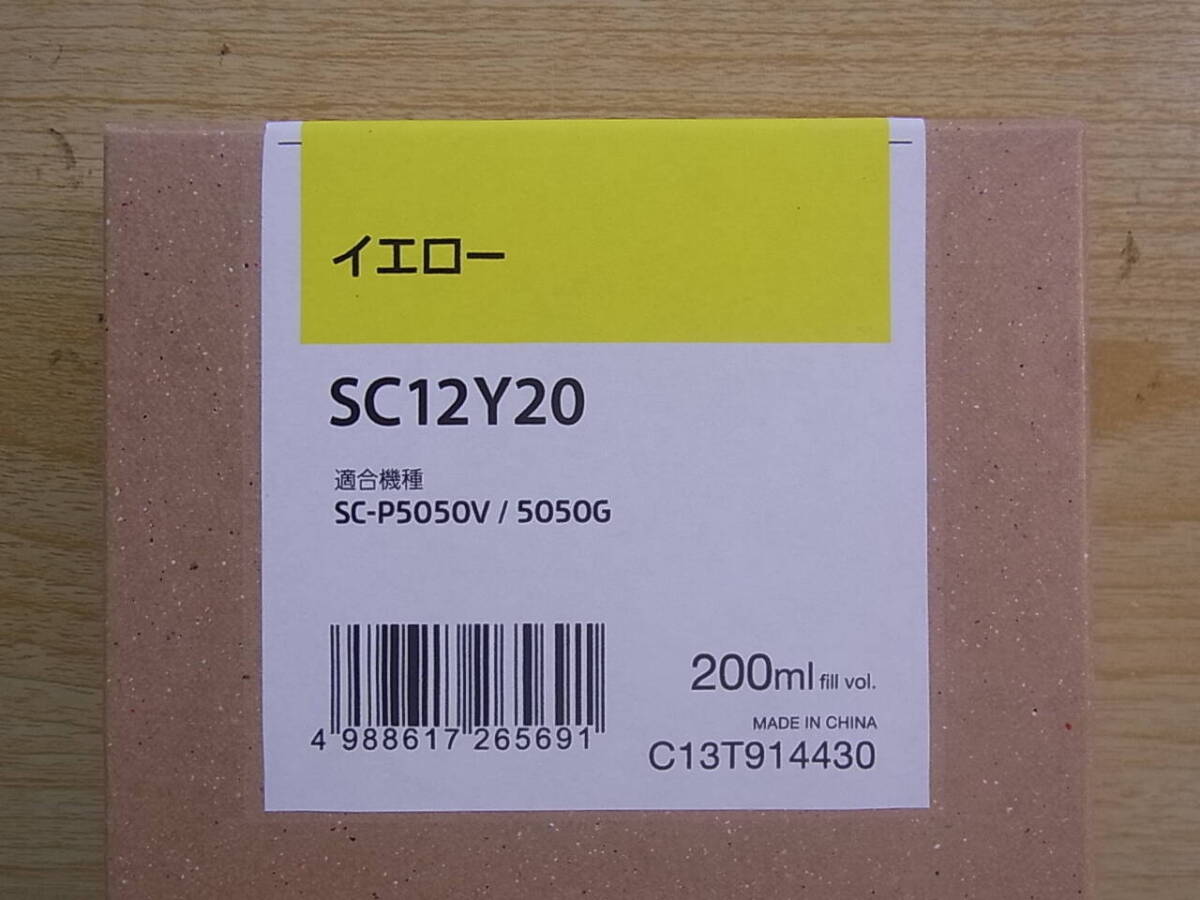 イエロー
SC12Y20
適合機種
SC-P5050V / 5050G
200ml fill vol.
MADE IN CHINA
C13T914430
4 988617 265691